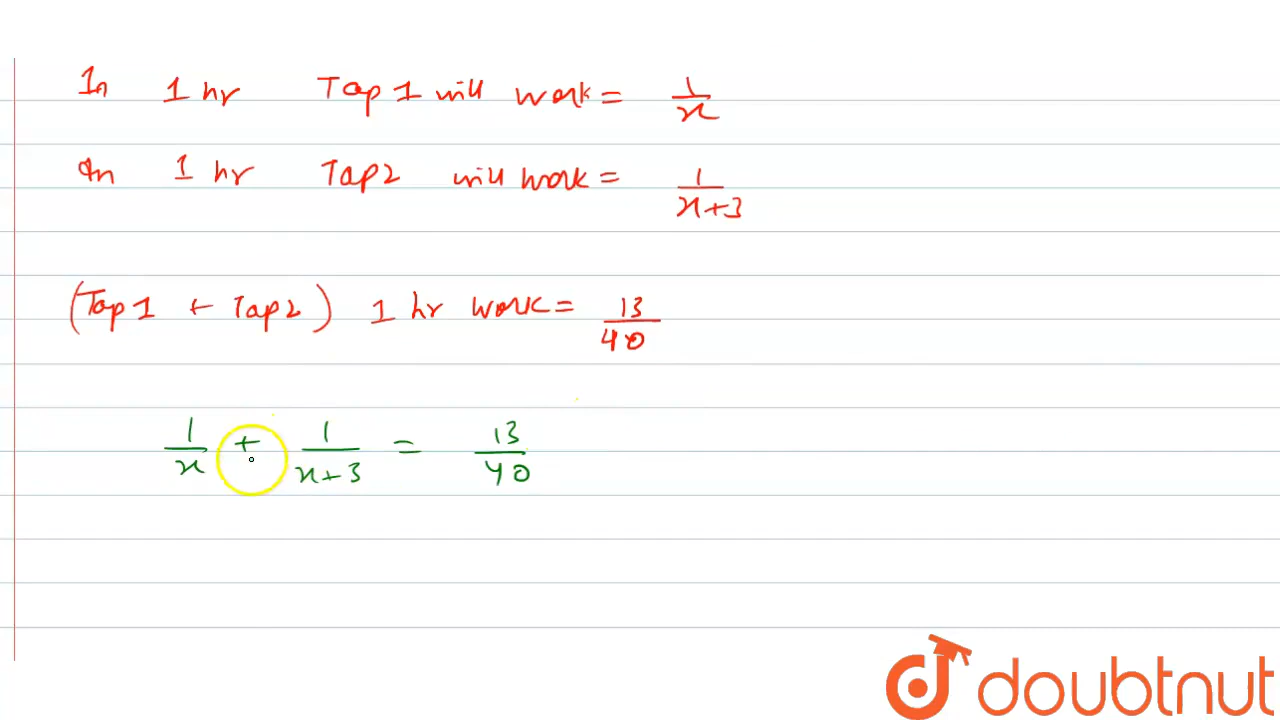 In 1 hr Tap 1 will work = 1/x
In 1 hr Tap 2 will work = 1/x+3
(Tap 1 + Tap 2) 1 hr work = 13/40
1/x + 1/x+3 = 13/40
doubtnut